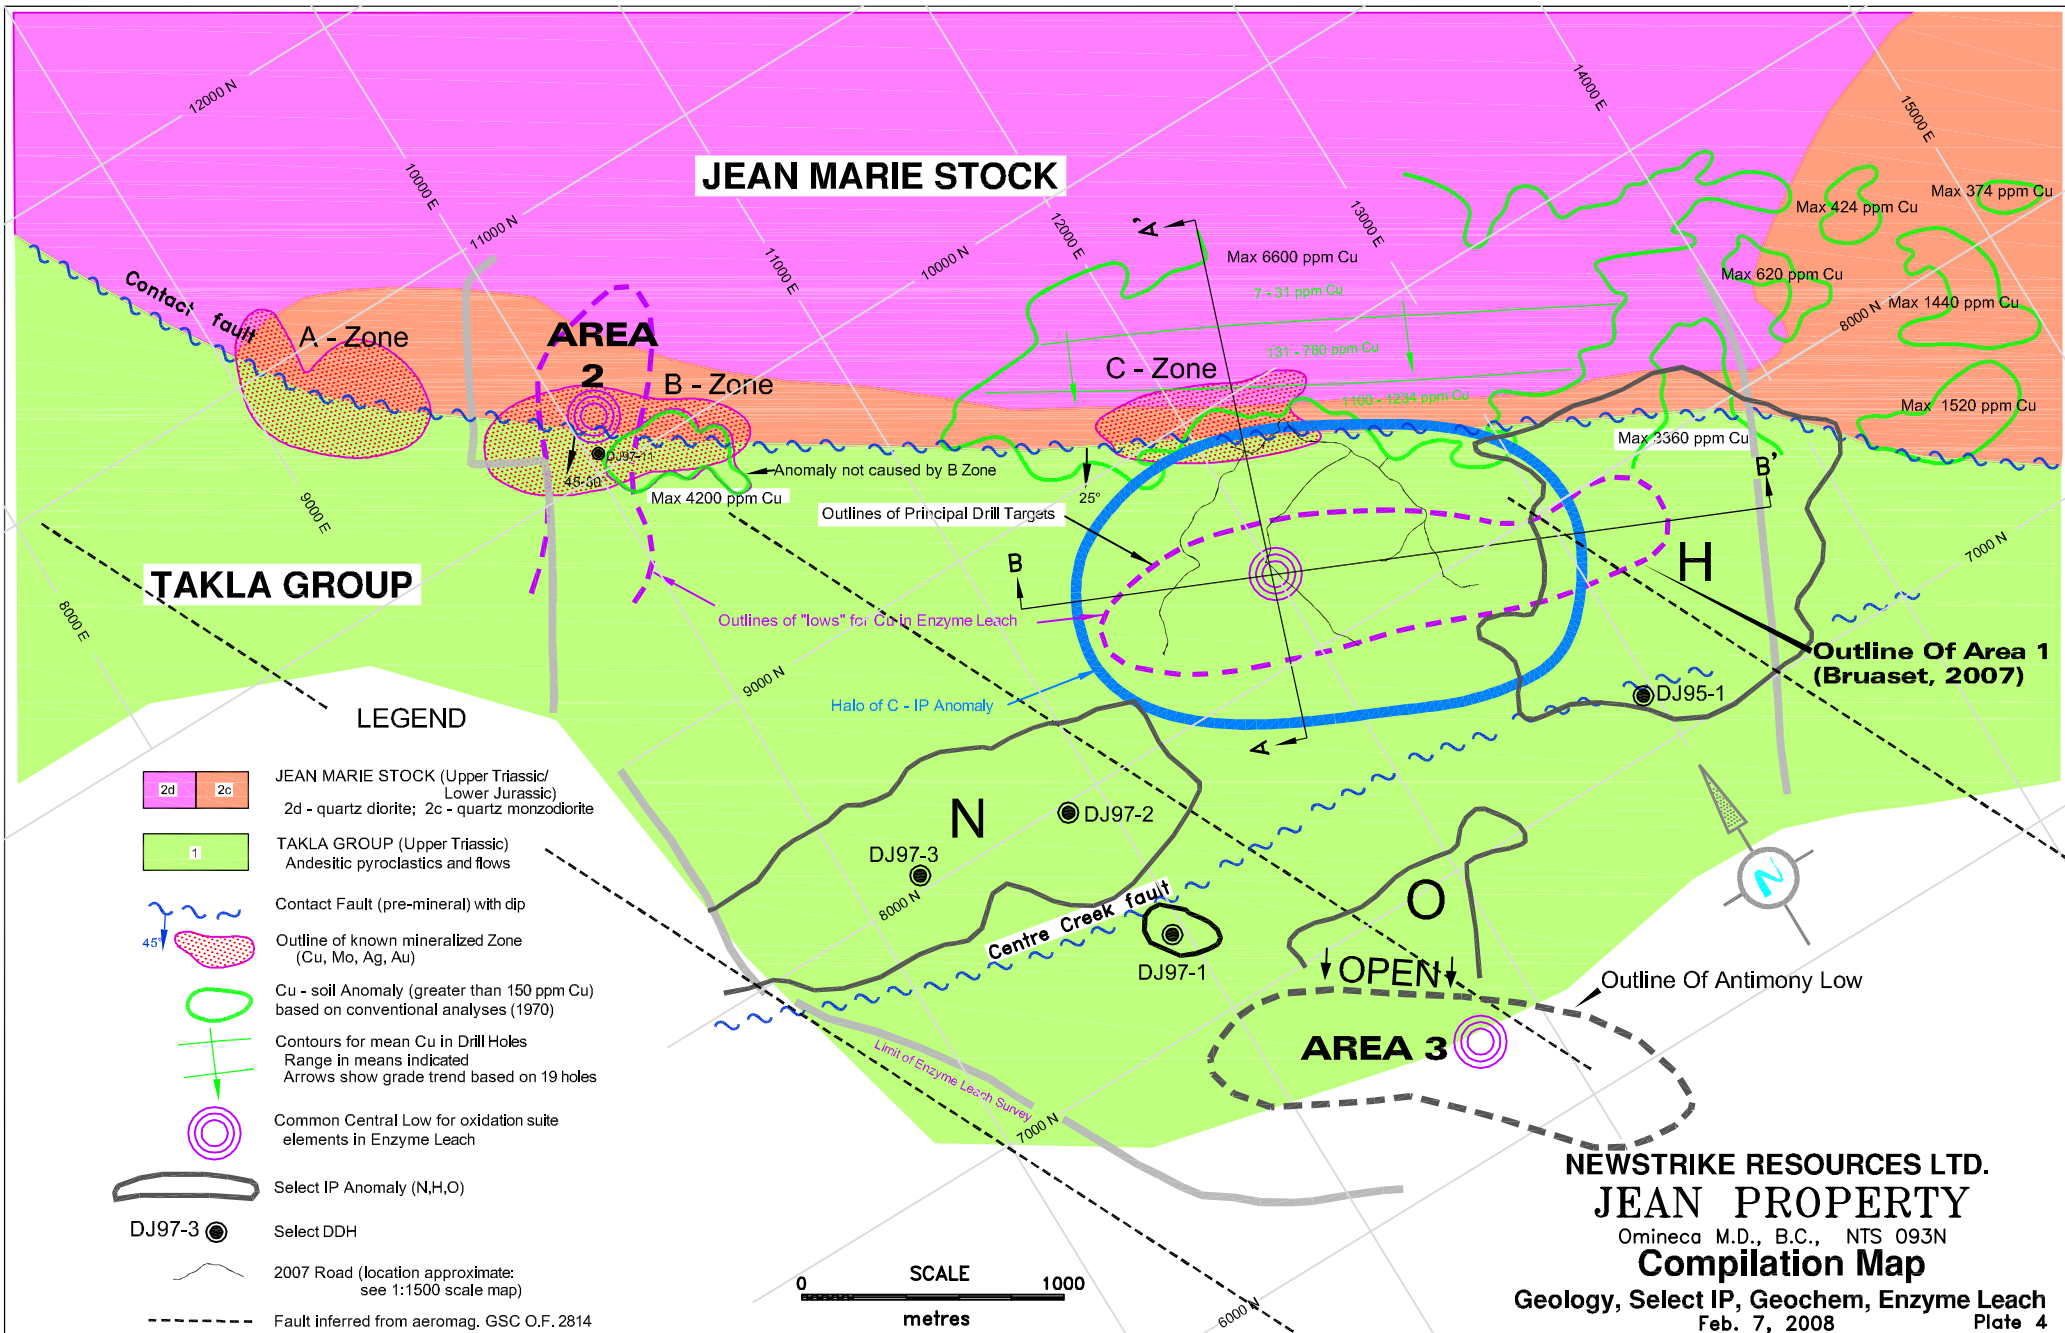 12000 N
14000 E
15000 E
10000 E
11000 N
11000 E
10000 N
12000 E
13000 E
JEAN MARIE STOCK
A'
Max 6600 ppm Cu
7 - 31 ppm Cu
131 - 780 ppm Cu
1100 - 1234 ppm Cu
Max 424 ppm Cu
Max 374 ppm Cu
Max 620 ppm Cu
Max 1440 ppm Cu
8000 N
Max 1520 ppm Cu
Max 3360 ppm Cu
Contact fault
A - Zone
AREA
2
B - Zone
C - Zone
DJ97-11
Anomaly not caused by B Zone
Max 4200 ppm Cu
25°
B'
Outlines of Principal Drill Targets
9000 E
8000 E
7000 N
TAKLA GROUP
B
H
Outlines of "lows" for Cu in Enzyme Leach
Outline Of Area 1
(Bruaset, 2007)
9000 N
Halo of C - IP Anomaly
DJ95-1
A
N
DJ97-2
DJ97-3
8000 N
O
N
Centre Creek fault
DJ97-1
OPEN
Outline Of Antimony Low
AREA 3
Limit of Enzyme Leach Survey
7000 N
6000 N
LEGEND
2d 2c
JEAN MARIE STOCK (Upper Triassic/
Lower Jurassic)
2d - quartz diorite; 2c - quartz monzodiorite
1
TAKLA GROUP (Upper Triassic)
Andesitic pyroclastics and flows
45°
Contact Fault (pre-mineral) with dip
Outline of known mineralized Zone
(Cu, Mo, Ag, Au)
Cu - soil Anomaly (greater than 150 ppm Cu)
based on conventional analyses (1970)
Contours for mean Cu in Drill Holes
Range in means indicated
Arrows show grade trend based on 19 holes
Common Central Low for oxidation suite
elements in Enzyme Leach
Select IP Anomaly (N,H,O)
DJ97-3
Select DDH
2007 Road (location approximate:
see 1:1500 scale map)
Fault inferred from aeromag. GSC O.F. 2814
SCALE
0 1000
metres
NEWSTRIKE RESOURCES LTD.
JEAN PROPERTY
Omineca M.D., B.C., NTS 093N
Compilation Map
Geology, Select IP, Geochem, Enzyme Leach
Feb. 7, 2008
Plate 4